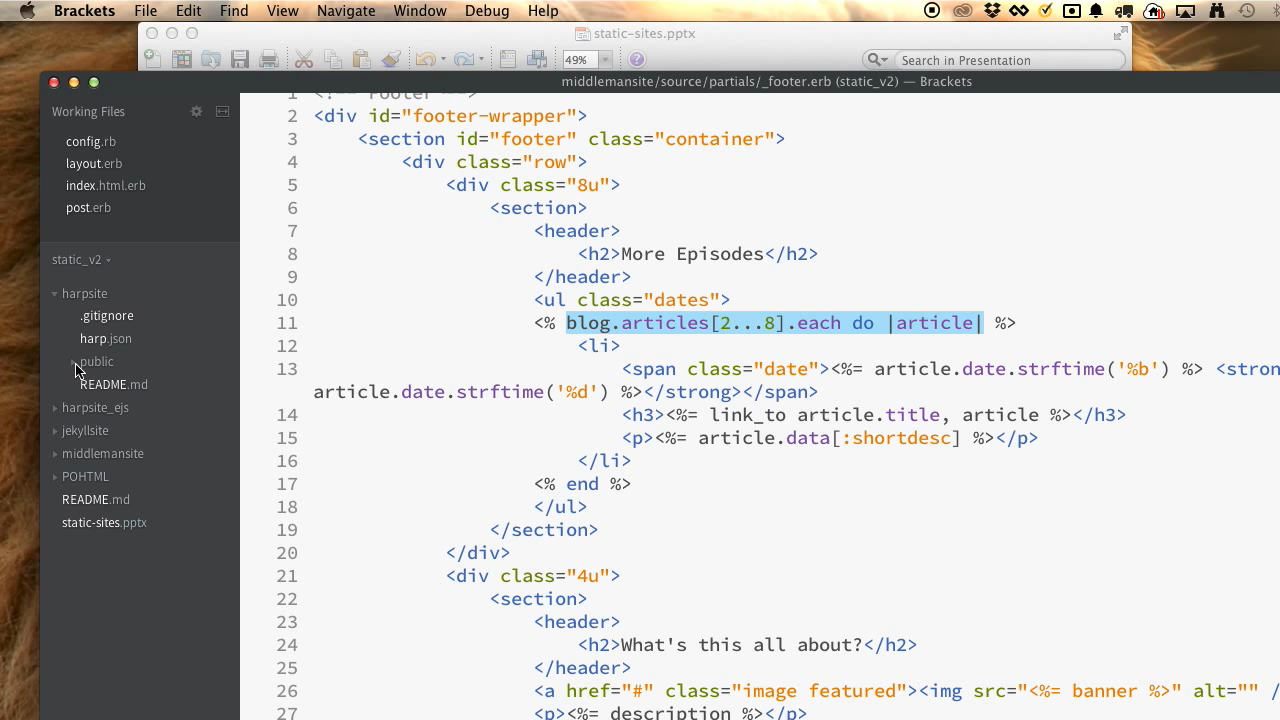 Brackets File Edit Find View Navigate Window Debug Help
static-sites.pptx
49%
Search in Presentation
middlemansite/source/partials/_footer.erb (static_v2) — Brackets
Working Files
config.rb
layout.erb
index.html.erb
post.erb
static_v2
harpsite
.gitignore
harp.json
public
README.md
harpsite_ejs
jekyllsite
middlemansite
POHTML
README.md
static-sites.pptx
1 <!-- Footer -->
2 <div id="footer-wrapper">
3 <section id="footer" class="container">
4 <div class="row">
5 <div class="8u">
6 <section>
7 <header>
8 <h2>More Episodes</h2>
9 </header>
10 <ul class="dates">
11 <% blog.articles[2...8].each do |article| %>
12 <li>
13 <span class="date"><%= article.date.strftime('%b') %> <stron
article.date.strftime('%d') %></strong></span>
14 <h3><%= link_to article.title, article %></h3>
15 <p><%= article.data[:shortdesc] %></p>
16 </li>
17 <% end %>
18 </ul>
19 </section>
20 </div>
21 <div class="4u">
22 <section>
23 <header>
24 <h2>What's this all about?</h2>
25 </header>
26 <a href="#" class="image featured"><img src="<%= banner %>" alt="" /
27 <p><%= description %></p>